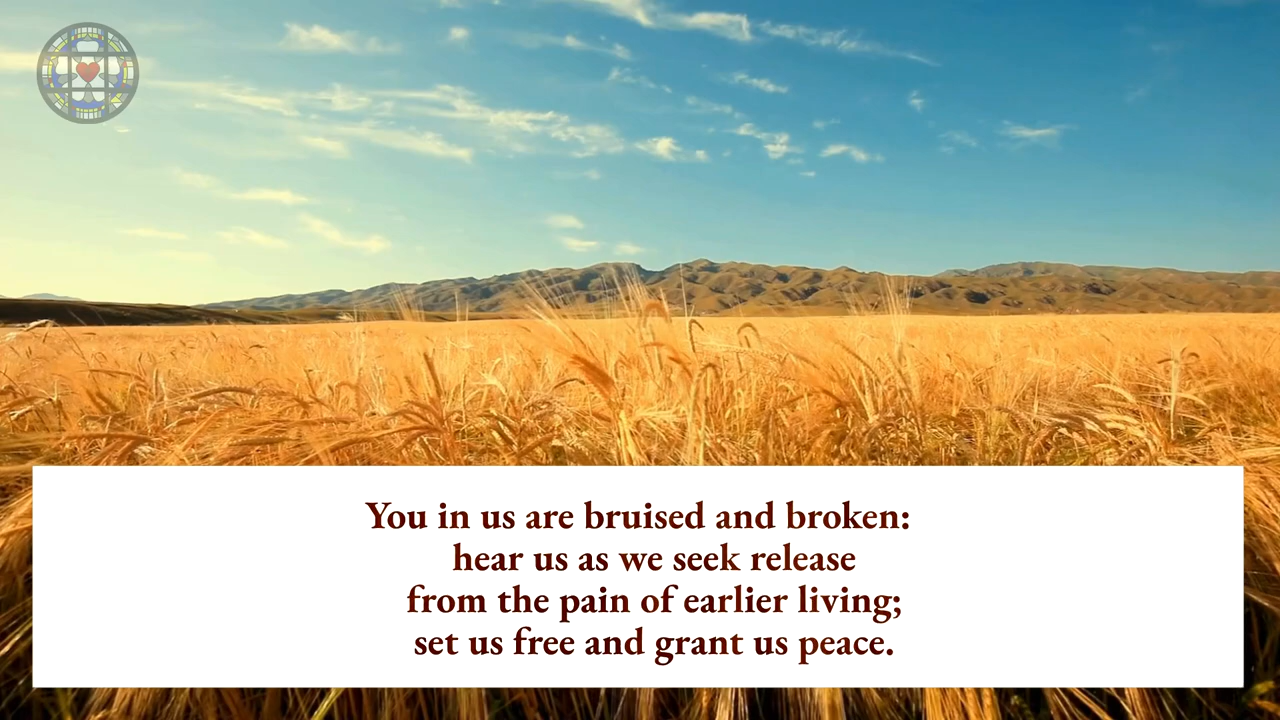 You in us are bruised and broken:
hear us as we seek release
from the pain of earlier living;
set us free and grant us peace.